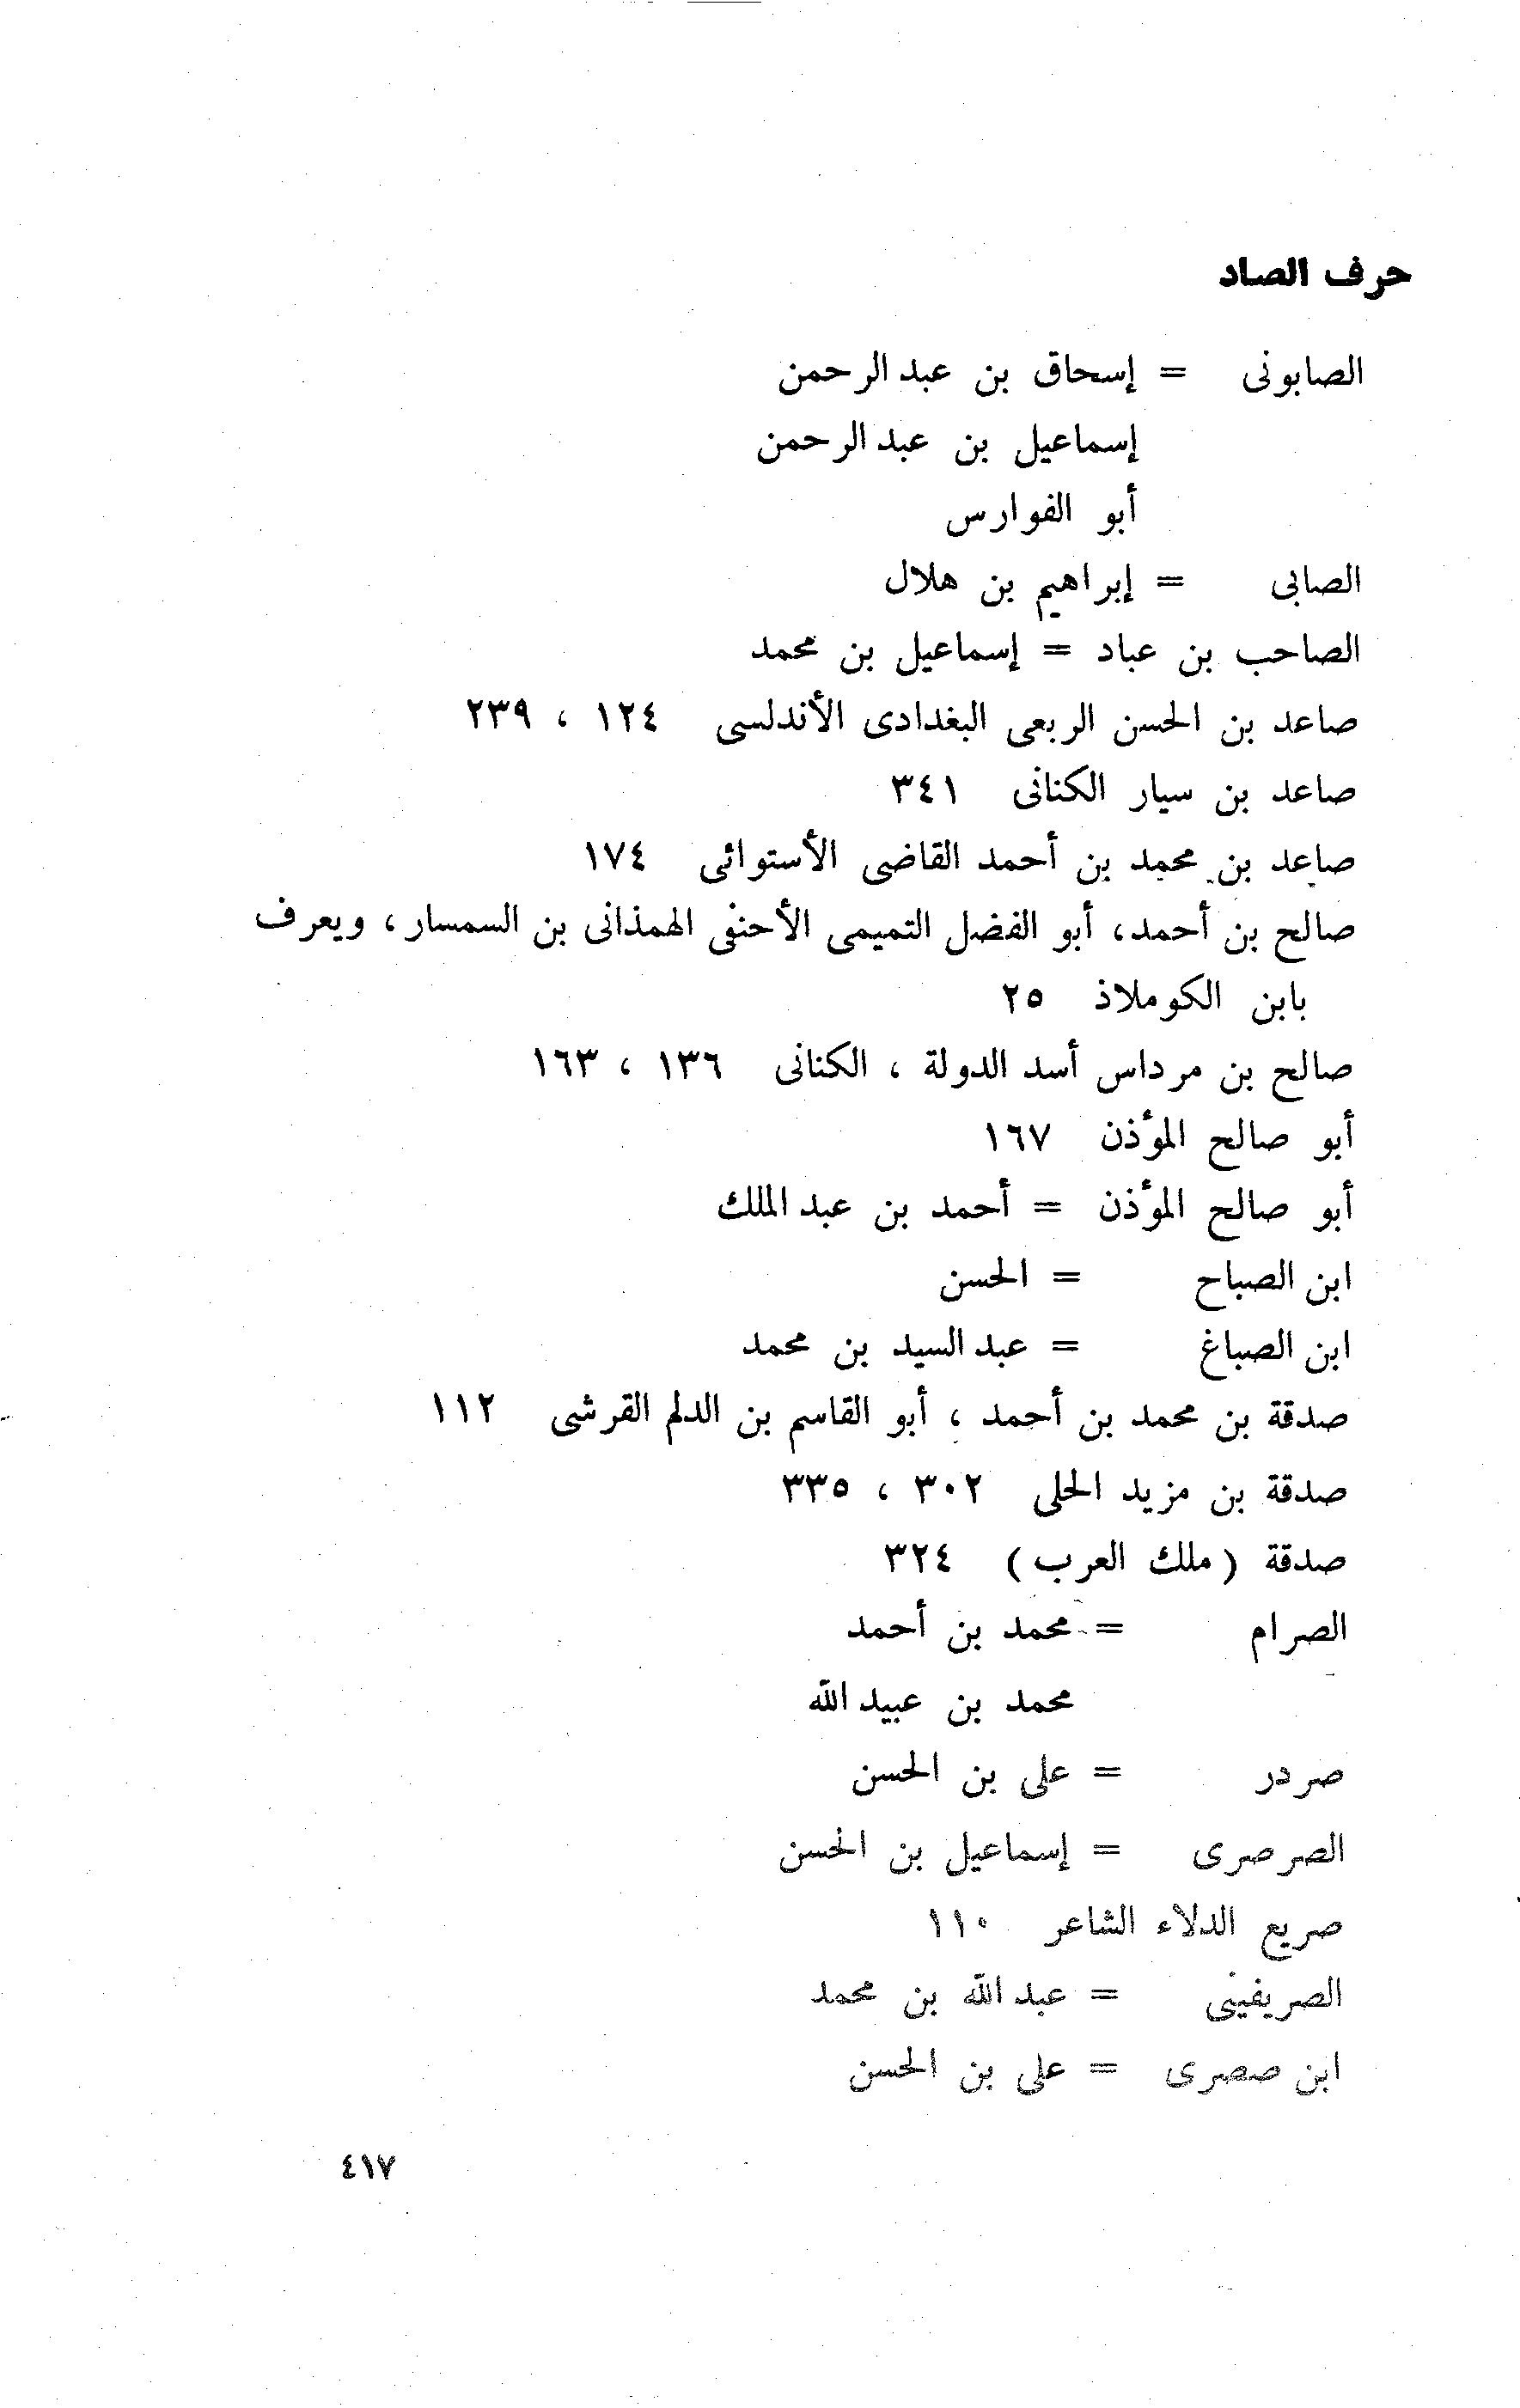 حرف الصاد
الصابونى = إسحاق بن عبد الرحمن
إسماعيل بن عبد الرحمن
أبو الفوارس
الصابى = إبراهيم بن هلال
الصاحب بن عباد = إسماعيل بن محمد
صاعد بن الحسن الربعى البغدادى الأندلسى ١٢٤ ، ٢٣٩
صاعد بن سيار الكنانى ٣٤١
صاعد بن محمد بن أحمد القاضى الأستوائى ١٧٤
صالح بن أحمد، أبو الفضل التميمى الأحنفى الهمذانى بن السمسار، ويعرف
بابن الكوملاذ ٢٥
صالح بن مرداس أسد الدولة ، الكنانى ١٣٦ ، ١٦٣
أبو صالح المؤذن ١٦٧
أبو صالح المؤذن = أحمد بن عبد الملك
ابن الصباح = الحسن
ابن الصباغ = عبد السيد بن محمد
صدقة بن محمد بن أحمد ، أبو القاسم بن الدلم القرشى ١١٢
صدقة بن مزيد الحلى ٣٠٢ ، ٣٣٥
صدقة (ملك العرب) ٣٢٤
الصرام = محمد بن أحمد
محمد بن عبيد الله
صردر = على بن الحسن
الصرصرى = إسماعيل بن الحسن
صريع الدلاء الشاعر ١١٠
الصريفينى = عبد الله بن محمد
ابن صصرى = على بن الحسن
٤١٧